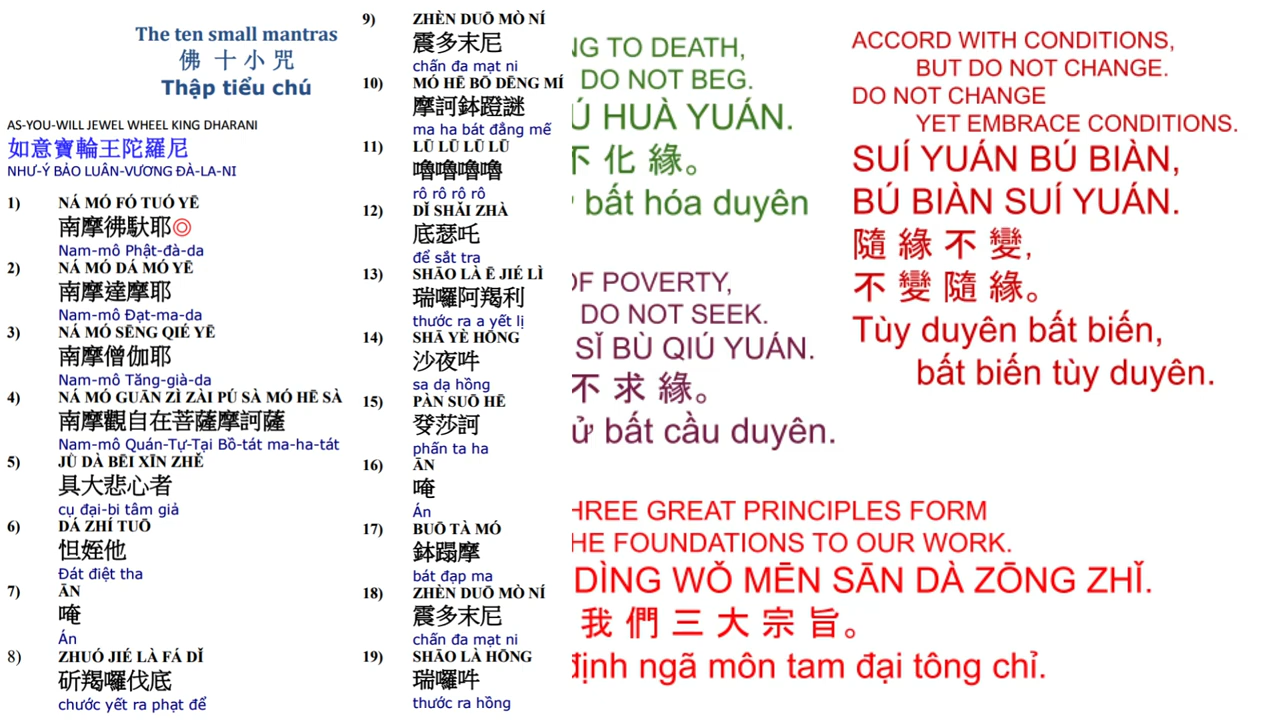 The ten small mantras
佛 十 小 咒
Thập tiểu chú
AS-YOU-WILL JEWEL WHEEL KING DHARANI
如意寶輪王陀羅尼
NHƯ-Ý BẢO LUÂN-VƯƠNG ĐÀ-LA-NI
1) NÁ MÓ FÓ TUÓ YĒ
南摩彿馱耶◎
Nam-mô Phật-đà-da
2) NÁ MÓ DÁ MÓ YĒ
南摩達摩耶
Nam-mô Đạt-ma-da
3) NÁ MÓ SĒNG QIÉ YĒ
南摩僧伽耶
Nam-mô Tăng-già-da
4) NÁ MÓ GUĀN ZÌ ZÀI PÚ SÀ MÓ HĒ SÀ
南摩觀自在菩薩摩訶薩
Nam-mô Quán-Tự-Tại Bồ-tát ma-ha-tát
5) JÙ DÀ BĒI XĪN ZHĚ
具大悲心者
cụ đại-bi tâm giả
6) DÁ ZHÍ TUŌ
怛姪他
Đát điệt tha
7) ĀN
唵
Án
8) ZHUÓ JIÉ LÀ FÁ DǏ
斫羯囉伐底
chước yết ra phạt để
9) ZHÈN DUŌ MÒ NÍ
震多末尼
chấn đa mạt ni
10) MÓ HĒ BŌ DĒNG MÍ
摩訶鉢蹬謎
ma ha bát đẳng mế
11) LŪ LŪ LŪ LŪ
嚕嚕嚕嚕
rô rô rô rô
12) DǏ SHǍI ZHÀ
底瑟吒
để sắt tra
13) SHĀO LÀ Ē JIÉ LÌ
瑞囉阿羯利
thước ra a yết lị
14) SHĀ YÈ HŌNG
沙夜吽
sa dạ hồng
15) PÀN SUŌ HĒ
癹莎訶
phấn ta ha
16) ĀN
唵
Án
17) BUŌ TÀ MÓ
鉢蹋摩
bát đạp ma
18) ZHÈN DUŌ MÒ NÍ
震多末尼
chấn đa mạt ni
19) SHĀO LÀ HŌNG
瑞囉吽
thước ra hồng
NG TO DEATH,
DO NOT BEG.
Ú HUÀ YUÁN.
不 化 緣。
bất hóa duyên
OF POVERTY,
DO NOT SEEK.
SǏ BÙ QIÚ YUÁN.
不 求 緣。
ử bất cầu duyên.
ACCORD WITH CONDITIONS,
BUT DO NOT CHANGE.
DO NOT CHANGE
YET EMBRACE CONDITIONS.
SUÍ YUÁN BÚ BIÀN,
BÚ BIÀN SUÍ YUÁN.
隨 緣 不 變,
不 變 隨 緣。
Tùy duyên bất biến,
bất biến tùy duyên.
HREE GREAT PRINCIPLES FORM
HE FOUNDATIONS TO OUR WORK.
DÌNG WǑ MĒN SĀN DÀ ZŌNG ZHǏ.
我 們 三 大 宗 旨。
định ngã môn tam đại tông chỉ.